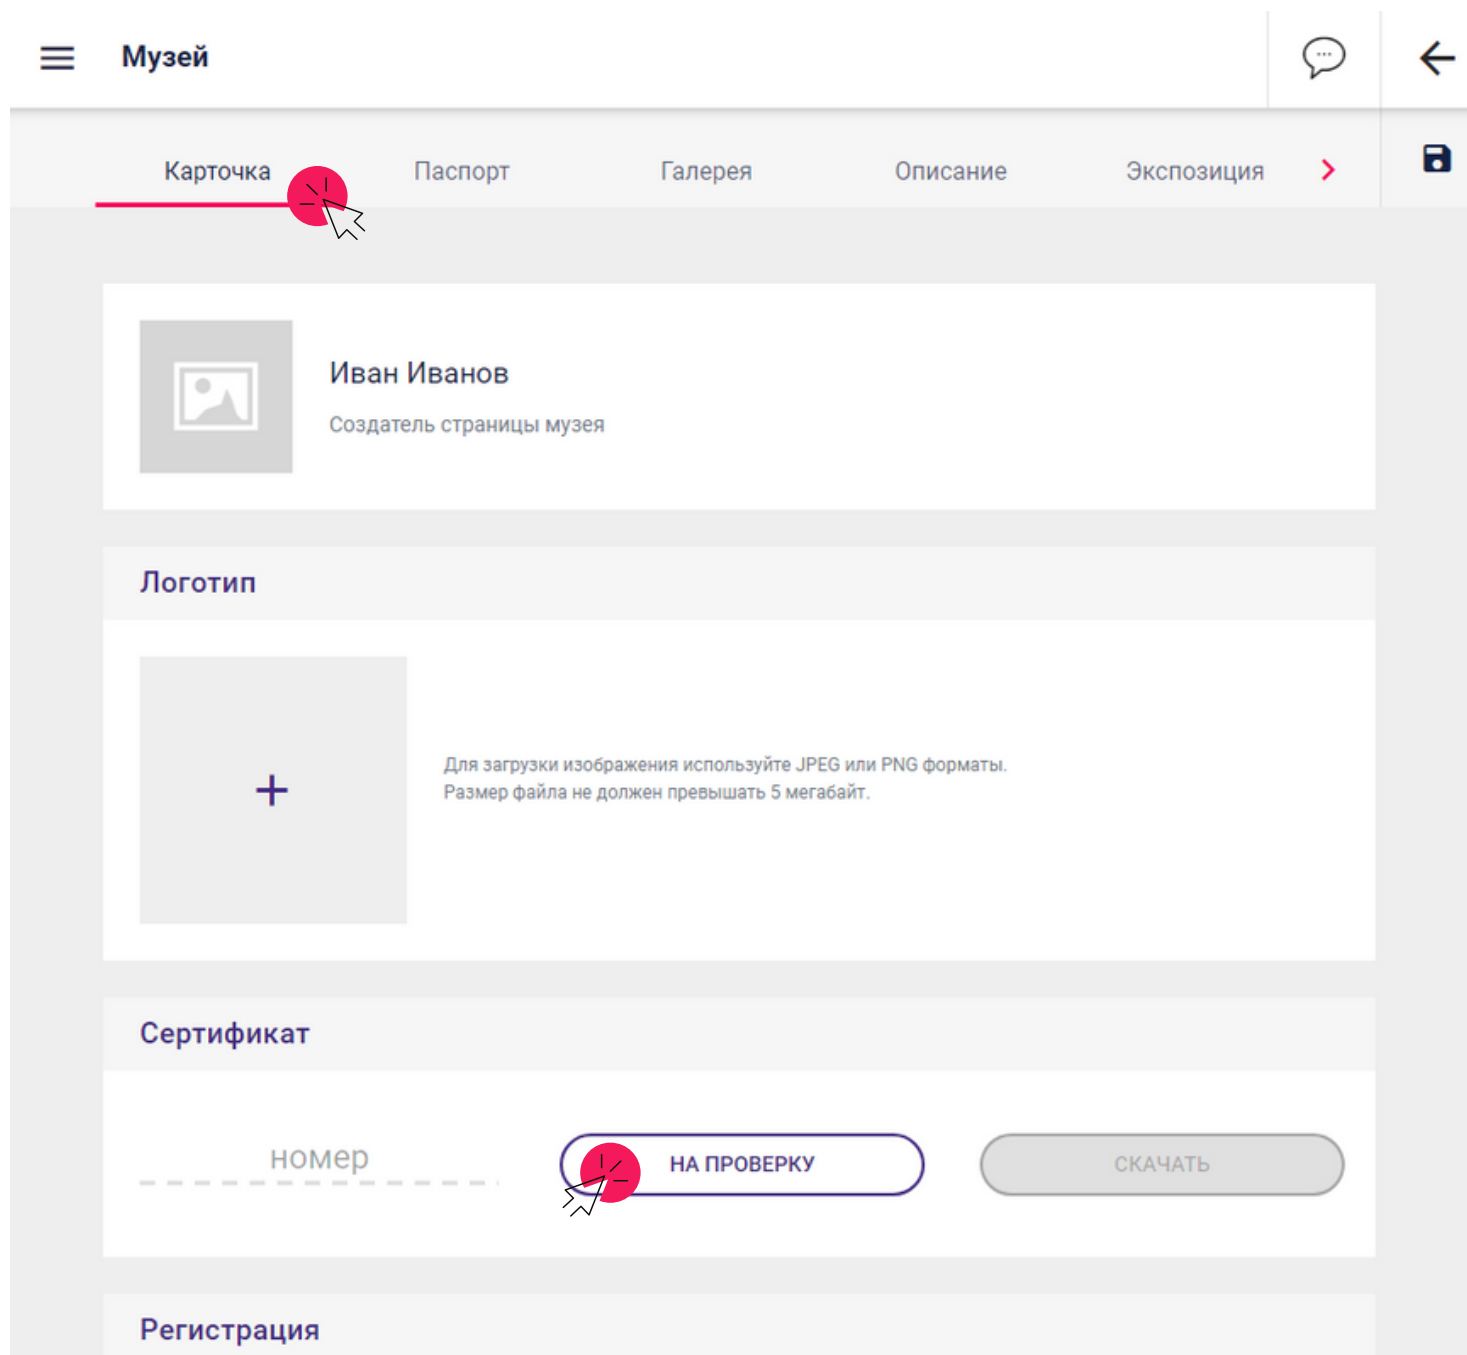 Музей
Карточка
Паспорт
Галерея
Описание
Экспозиция
Иван Иванов
Создатель страницы музея
Логотип
Для загрузки изображения используйте JPEG или PNG форматы.
Размер файла не должен превышать 5 мегабайт.
Сертификат
номер
НА ПРОВЕРКУ
СКАЧАТЬ
Регистрация